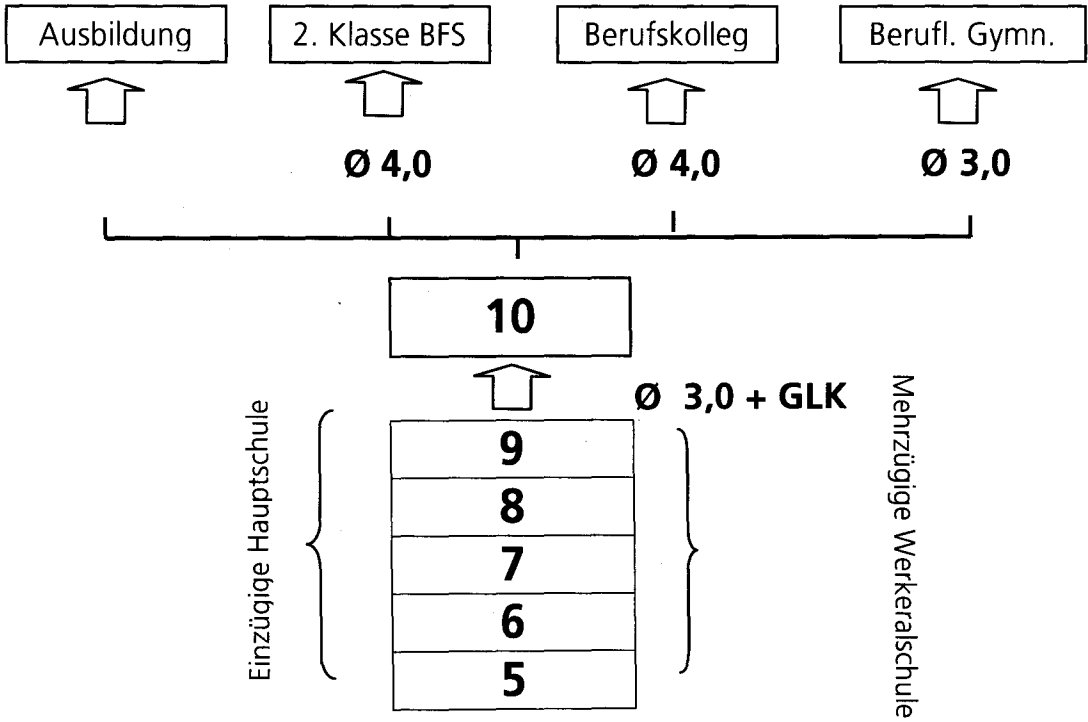 Ausbildung
2. Klasse BFS
Berufskolleg
Berufl. Gymn.
Ø 4,0
Ø 4,0
Ø 3,0
10
Ø 3,0 + GLK
Einzügige Hauptschule
9
8
7
6
5
Mehrzügige Werkeralschule